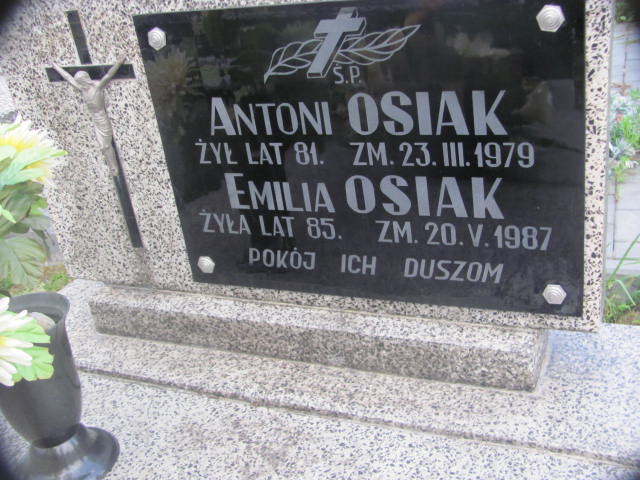 Ś.P.
ANTONI OSIAK
ŻYŁ LAT 81. ZM. 23. III. 1979
EMILIA OSIAK
ŻYŁA LAT 85. ZM. 20. V. 1987
POKÓJ ICH DUSZOM